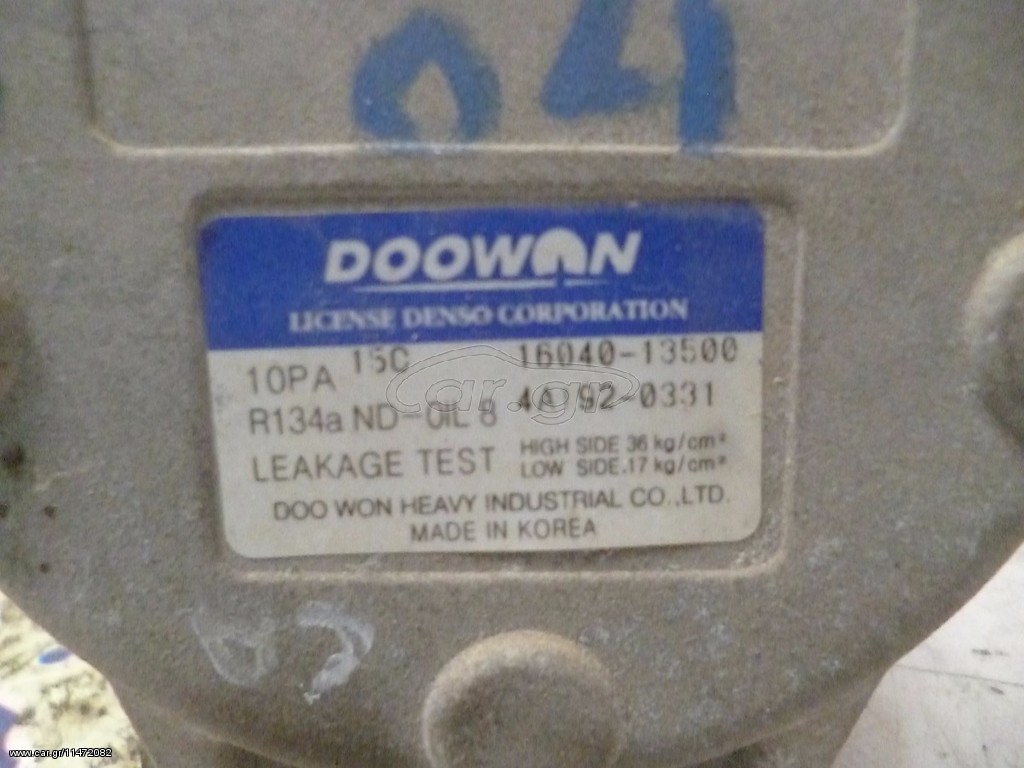 04
DOOWON
LICENSE DENSO CORPORATION
10PA 15C 16040-13500
R134a ND-OIL 8 4A 92-0331
LEAKAGE TEST HIGH SIDE 36 kg/cm²
LOW SIDE.17 kg/cm²
DOO WON HEAVY INDUSTRIAL CO.,LTD.
MADE IN KOREA
car.gr
www.car.gr/11472082